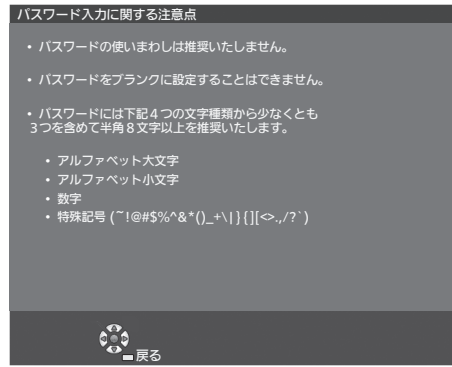 パスワード入力に関する注意点
• パスワードの使いまわしは推奨いたしません。
• パスワードをブランクに設定することはできません。
• パスワードには下記４つの文字種類から少なくとも
３つを含めて半角８文字以上を推奨いたします。
• アルファベット大文字
• アルファベット小文字
• 数字
• 特殊記号 (~!@#$%^&*()_+\|}{][<>.,/?`)
戻る